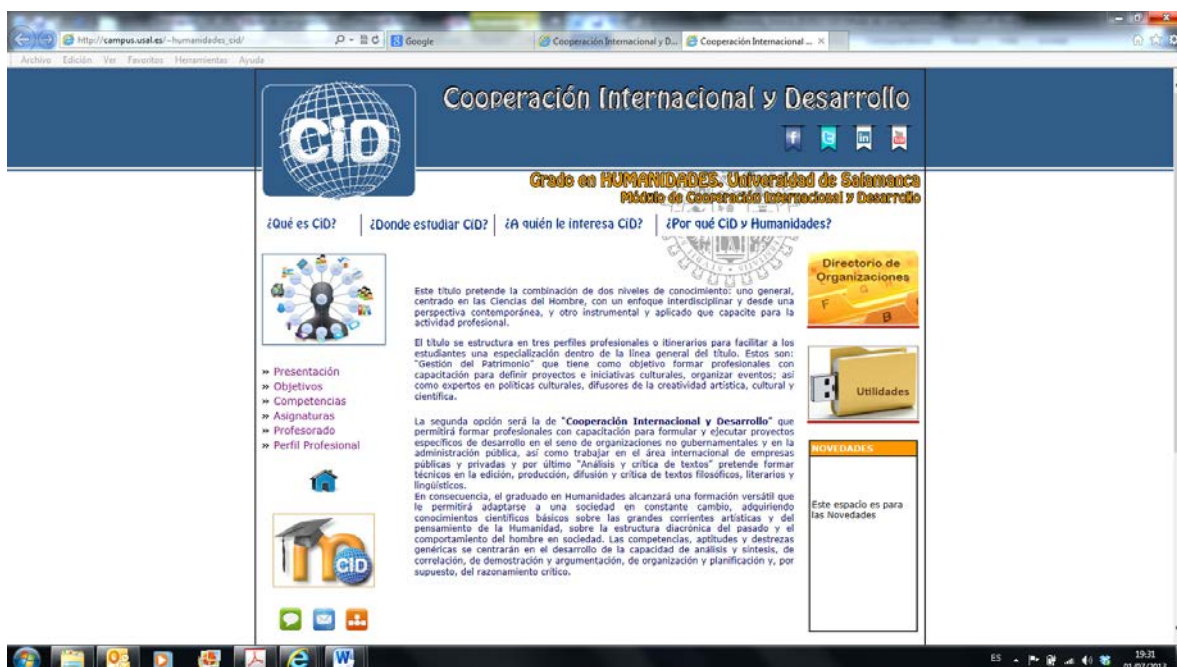 http://campus.usal.es/~humanidades_cid/
Google
Cooperación Internacional y D...
Cooperación Internacional ...
Archivo Edición Ver Favoritos Herramientas Ayuda
CiD
Cooperación Internacional y Desarrollo
Grado en HUMANIDADES. Universidad de Salamanca
Módulo de Cooperación Internacional y Desarrollo
¿Qué es CiD?
¿Donde estudiar CiD?
¿A quién le interesa CiD?
¿Por qué CiD y Humanidades?
» Presentación
» Objetivos
» Competencias
» Asignaturas
» Profesorado
» Perfil Profesional
in
CiD
Este título pretende la combinación de dos niveles de conocimiento: uno general,
centrado en las Ciencias del Hombre, con un enfoque interdisciplinar y desde una
perspectiva contemporánea, y otro instrumental y aplicado que capacite para la
actividad profesional.
El título se estructura en tres perfiles profesionales o itinerarios para facilitar a los
estudiantes una especialización dentro de la línea general del título. Estos son:
"Gestión del Patrimonio" que tiene como objetivo formar profesionales con
capacitación para definir proyectos e iniciativas culturales, organizar eventos; así
como expertos en políticas culturales, difusores de la creatividad artística, cultural y
científica.
La segunda opción será la de "Cooperación Internacional y Desarrollo" que
permitirá formar profesionales con capacitación para formular y ejecutar proyectos
específicos de desarrollo en el seno de organizaciones no gubernamentales y en la
administración pública, así como trabajar en el área internacional de empresas
públicas y privadas y por último "Análisis y crítica de textos" pretende formar
técnicos en la edición, producción, difusión y crítica de textos filosóficos, literarios y
lingüísticos.
En consecuencia, el graduado en Humanidades alcanzará una formación versátil que
le permitirá adaptarse a una sociedad en constante cambio, adquiriendo
conocimientos científicos básicos sobre las grandes corrientes artísticas y del
pensamiento de la Humanidad, sobre la estructura diacrónica del pasado y el
comportamiento del hombre en sociedad. Las competencias, aptitudes y destrezas
genéricas se centrarán en el desarrollo de la capacidad de análisis y síntesis, de
correlación, de demostración y argumentación, de organización y planificación y, por
supuesto, del razonamiento crítico.
Directorio de
Organizaciones
F
G
B
Utilidades
NOVEDADES
Este espacio es para
las Novedades
ES
19:31
01/07/2013